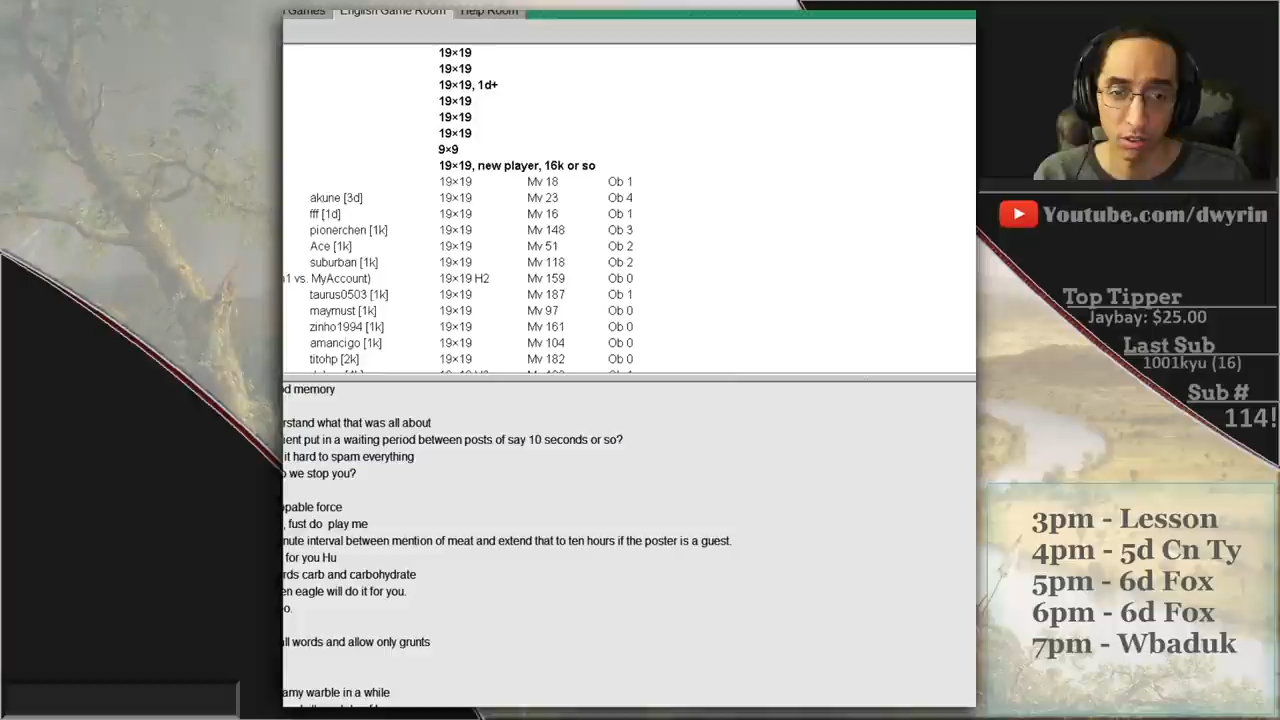 Games English Game Room Help Room
19×19
19×19
19×19, 1d+
19×19
19×19
19×19
9×9
19×19, new player, 16k or so
19×19 Mv 18 Ob 1
akune [3d] 19×19 Mv 23 Ob 4
fff [1d] 19×19 Mv 16 Ob 1
pionerchen [1k] 19×19 Mv 148 Ob 3
Ace [1k] 19×19 Mv 51 Ob 2
suburban [1k] 19×19 Mv 118 Ob 2
1 vs. MyAccount) 19×19 H2 Mv 159 Ob 0
taurus0503 [1k] 19×19 Mv 187 Ob 1
maymust [1k] 19×19 Mv 97 Ob 0
zinho1994 [1k] 19×19 Mv 161 Ob 0
amancigo [1k] 19×19 Mv 104 Ob 0
titohp [2k] 19×19 Mv 182 Ob 0
d memory
rstand what that was all about
ent put in a waiting period between posts of say 10 seconds or so?
it hard to spam everything
o we stop you?
ppable force
, fust do play me
nute interval between mention of meat and extend that to ten hours if the poster is a guest.
for you Hu
rds carb and carbohydrate
en eagle will do it for you.
oo.
ll words and allow only grunts
amy warble in a while
Youtube.com/dwyrin
Top Tipper
Jaybay: $25.00
Last Sub
1001kyu (16)
Sub #
114!
3pm - Lesson
4pm - 5d Cn Ty
5pm - 6d Fox
6pm - 6d Fox
7pm - Wbaduk